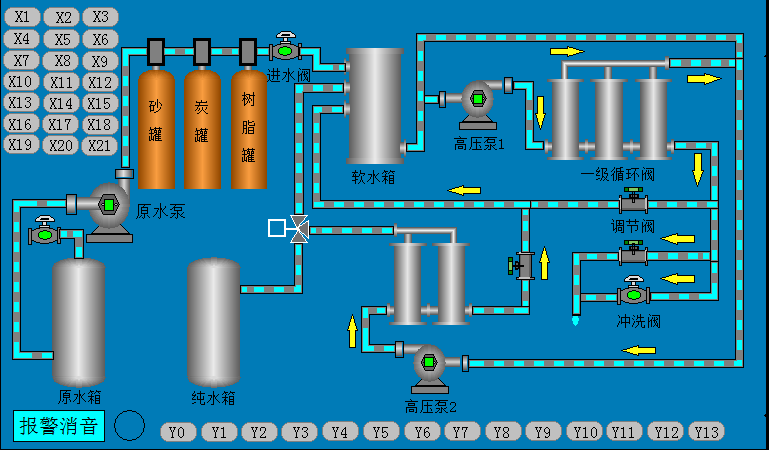 X1 X2 X3
X4 X5 X6
X7 X8 X9
X10 X11 X12
X13 X14 X15
X16 X17 X18
X19 X20 X21
进水阀
砂罐
炭罐
树脂罐
软水箱
高压泵1
一级循环阀
原水泵
调节阀
冲洗阀
原水箱
纯水箱
高压泵2
报警消音
Y0 Y1 Y2 Y3 Y4 Y5 Y6 Y7 Y8 Y9 Y10 Y11 Y12 Y13